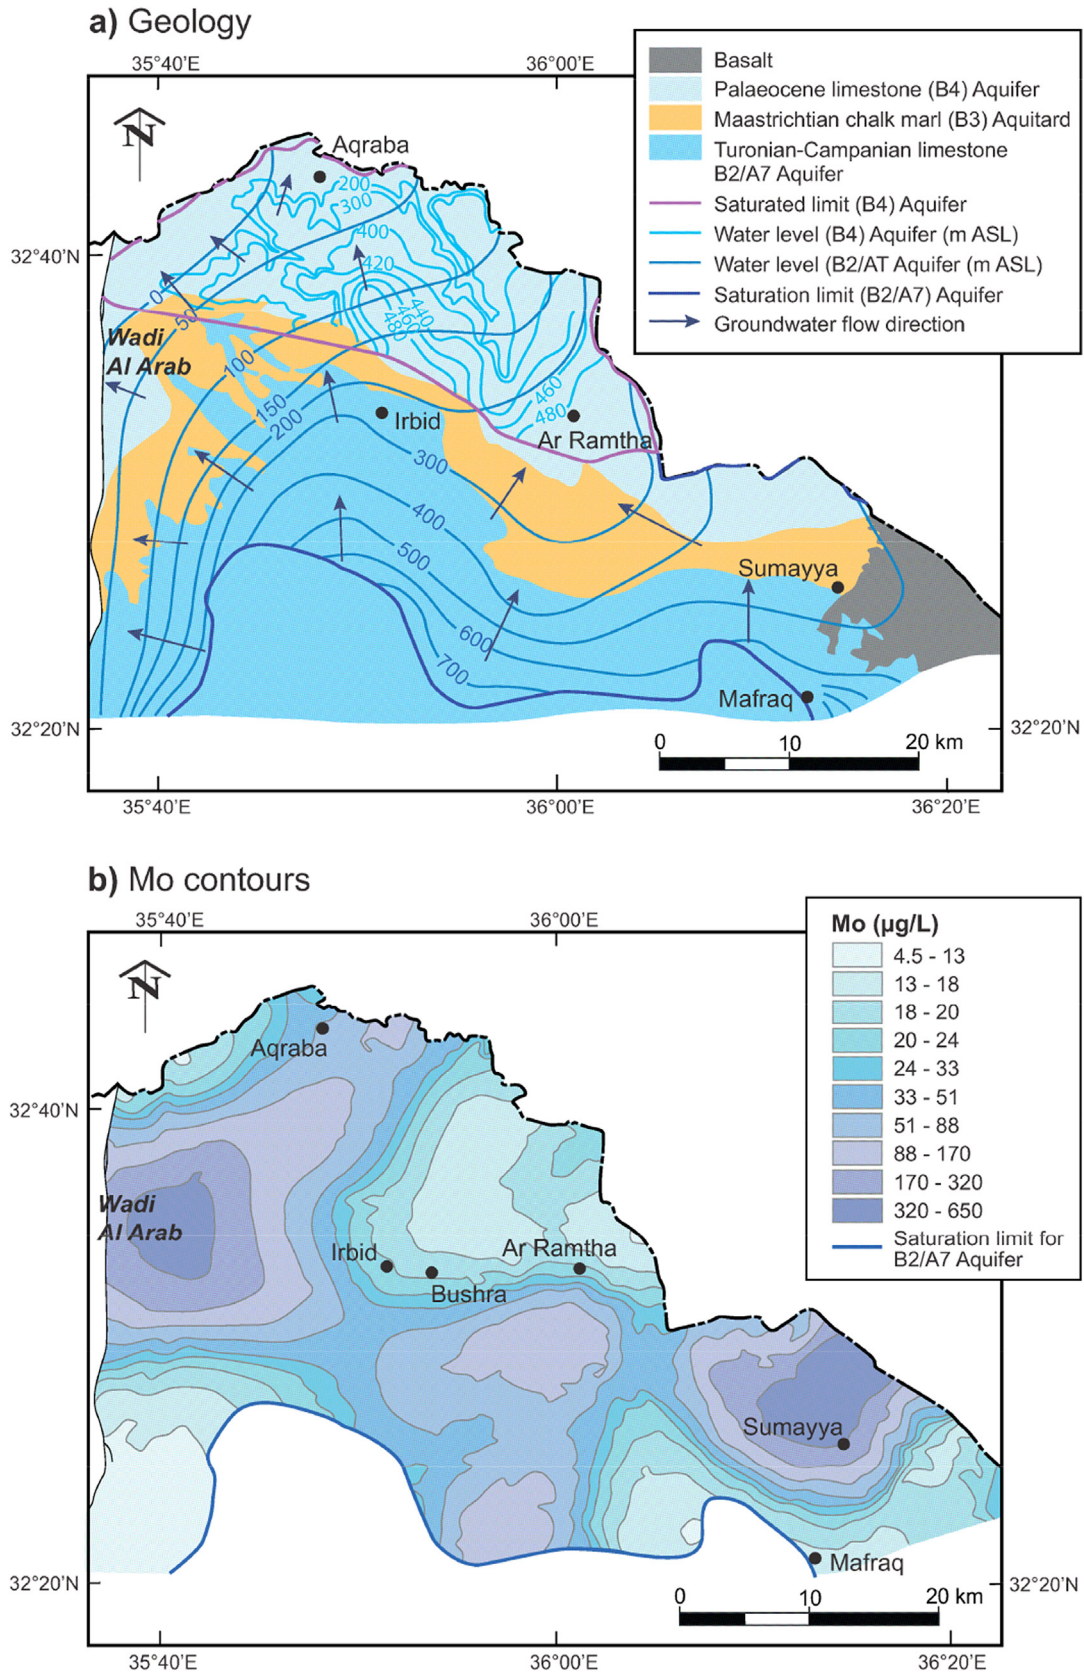 a) Geology
35°40'E
36°00'E
Basalt
Palaeocene limestone (B4) Aquifer
Maastrichtian chalk marl (B3) Aquitard
Turonian-Campanian limestone
B2/A7 Aquifer
Saturated limit (B4) Aquifer
Water level (B4) Aquifer (m ASL)
Water level (B2/AT Aquifer (m ASL)
Saturation limit (B2/A7) Aquifer
Groundwater flow direction
N
Aqraba
200
300
400
420
440
460
480
32°40'N
0
50
Wadi
Al Arab
100
150
200
Irbid
460
480
Ar Ramtha
300
400
500
Sumayya
600
700
Mafraq
32°20'N
32°20'N
0 10 20 km
35°40'E
36°00'E
36°20'E
b) Mo contours
35°40'E
36°00'E
Mo (µg/L)
4.5 - 13
13 - 18
18 - 20
20 - 24
24 - 33
33 - 51
51 - 88
88 - 170
170 - 320
320 - 650
Saturation limit for
B2/A7 Aquifer
N
Aqraba
32°40'N
Wadi
Al Arab
Irbid
Ar Ramtha
Bushra
Sumayya
Mafraq
32°20'N
32°20'N
0 10 20 km
35°40'E
36°00'E
36°20'E